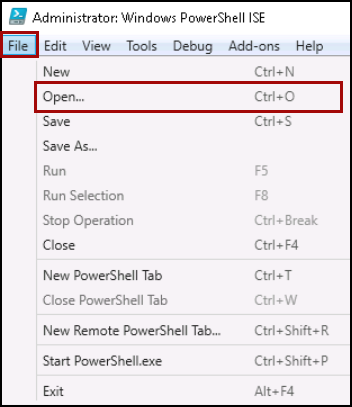 Administrator: Windows PowerShell ISE
File Edit View Tools Debug Add-ons Help
New Ctrl+N
Open... Ctrl+O
Save Ctrl+S
Save As...
Run F5
Run Selection F8
Stop Operation Ctrl+Break
Close Ctrl+F4
New PowerShell Tab Ctrl+T
Close PowerShell Tab Ctrl+W
New Remote PowerShell Tab... Ctrl+Shift+R
Start PowerShell.exe Ctrl+Shift+P
Exit Alt+F4